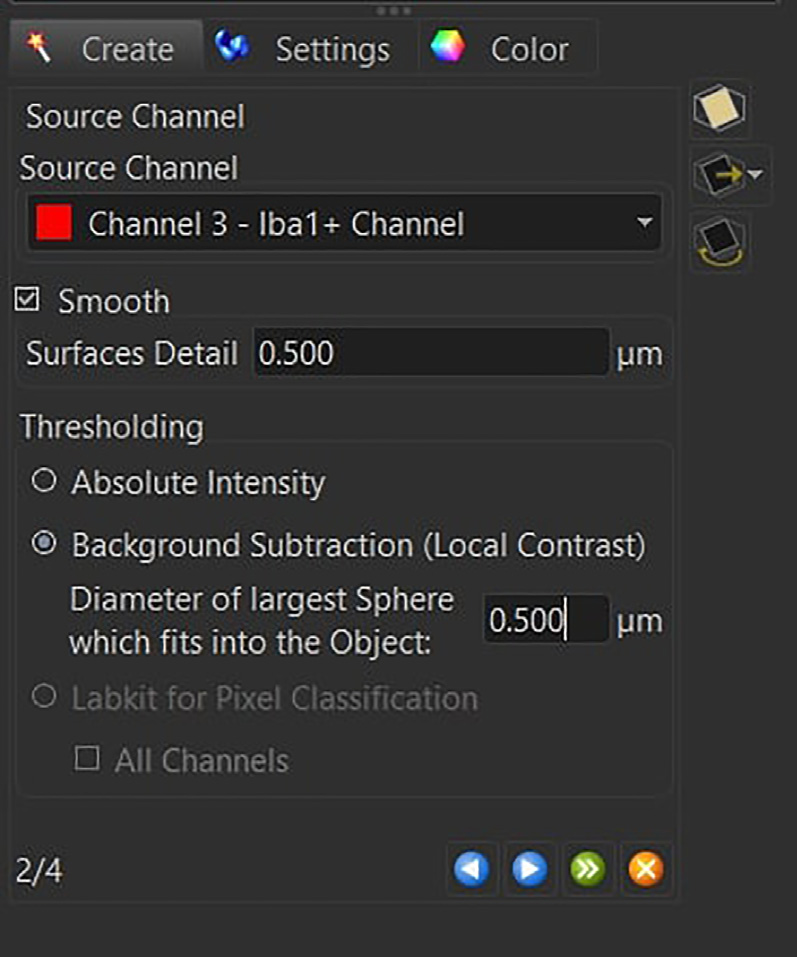 Create Settings Color
Source Channel
Source Channel
Channel 3 - Iba1+ Channel
Smooth
Surfaces Detail 0.500 µm
Thresholding
Absolute Intensity
Background Subtraction (Local Contrast)
Diameter of largest Sphere
which fits into the Object: 0.500 µm
Labkit for Pixel Classification
All Channels
2/4